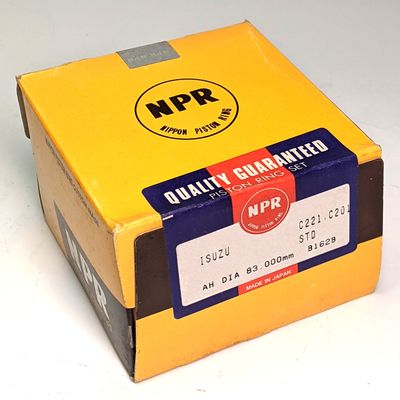 NPR
NIPPON PISTON RING
QUALITY GUARANTEED
PISTON RING SET
NPR
ISUZU
C221,C201
STD
AH DIA 83.000mm
81629
MADE IN JAPAN
NPR